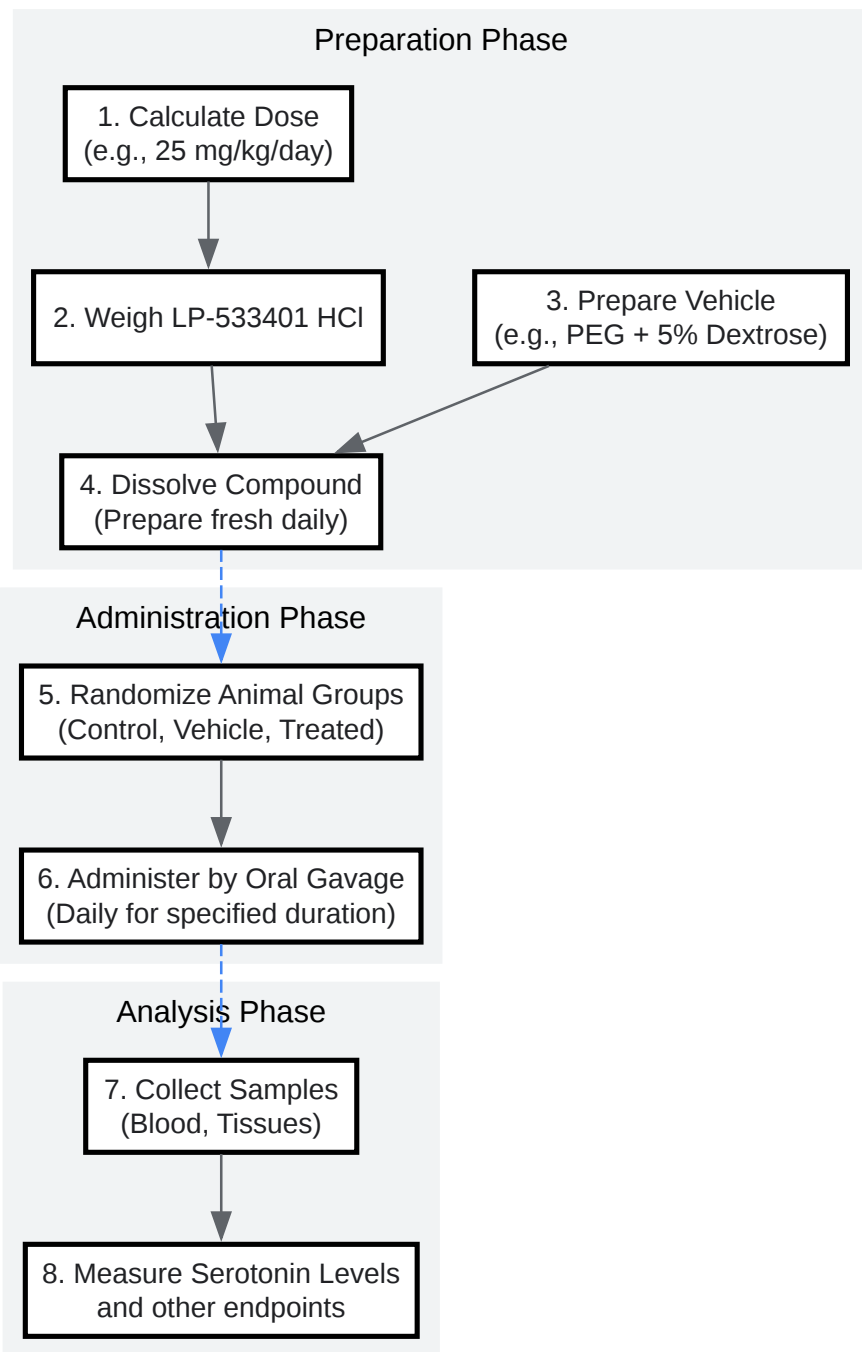 Preparation Phase
1. Calculate Dose
(e.g., 25 mg/kg/day)
2. Weigh LP-533401 HCl
3. Prepare Vehicle
(e.g., PEG + 5% Dextrose)
4. Dissolve Compound
(Prepare fresh daily)
Administration Phase
5. Randomize Animal Groups
(Control, Vehicle, Treated)
6. Administer by Oral Gavage
(Daily for specified duration)
Analysis Phase
7. Collect Samples
(Blood, Tissues)
8. Measure Serotonin Levels
and other endpoints